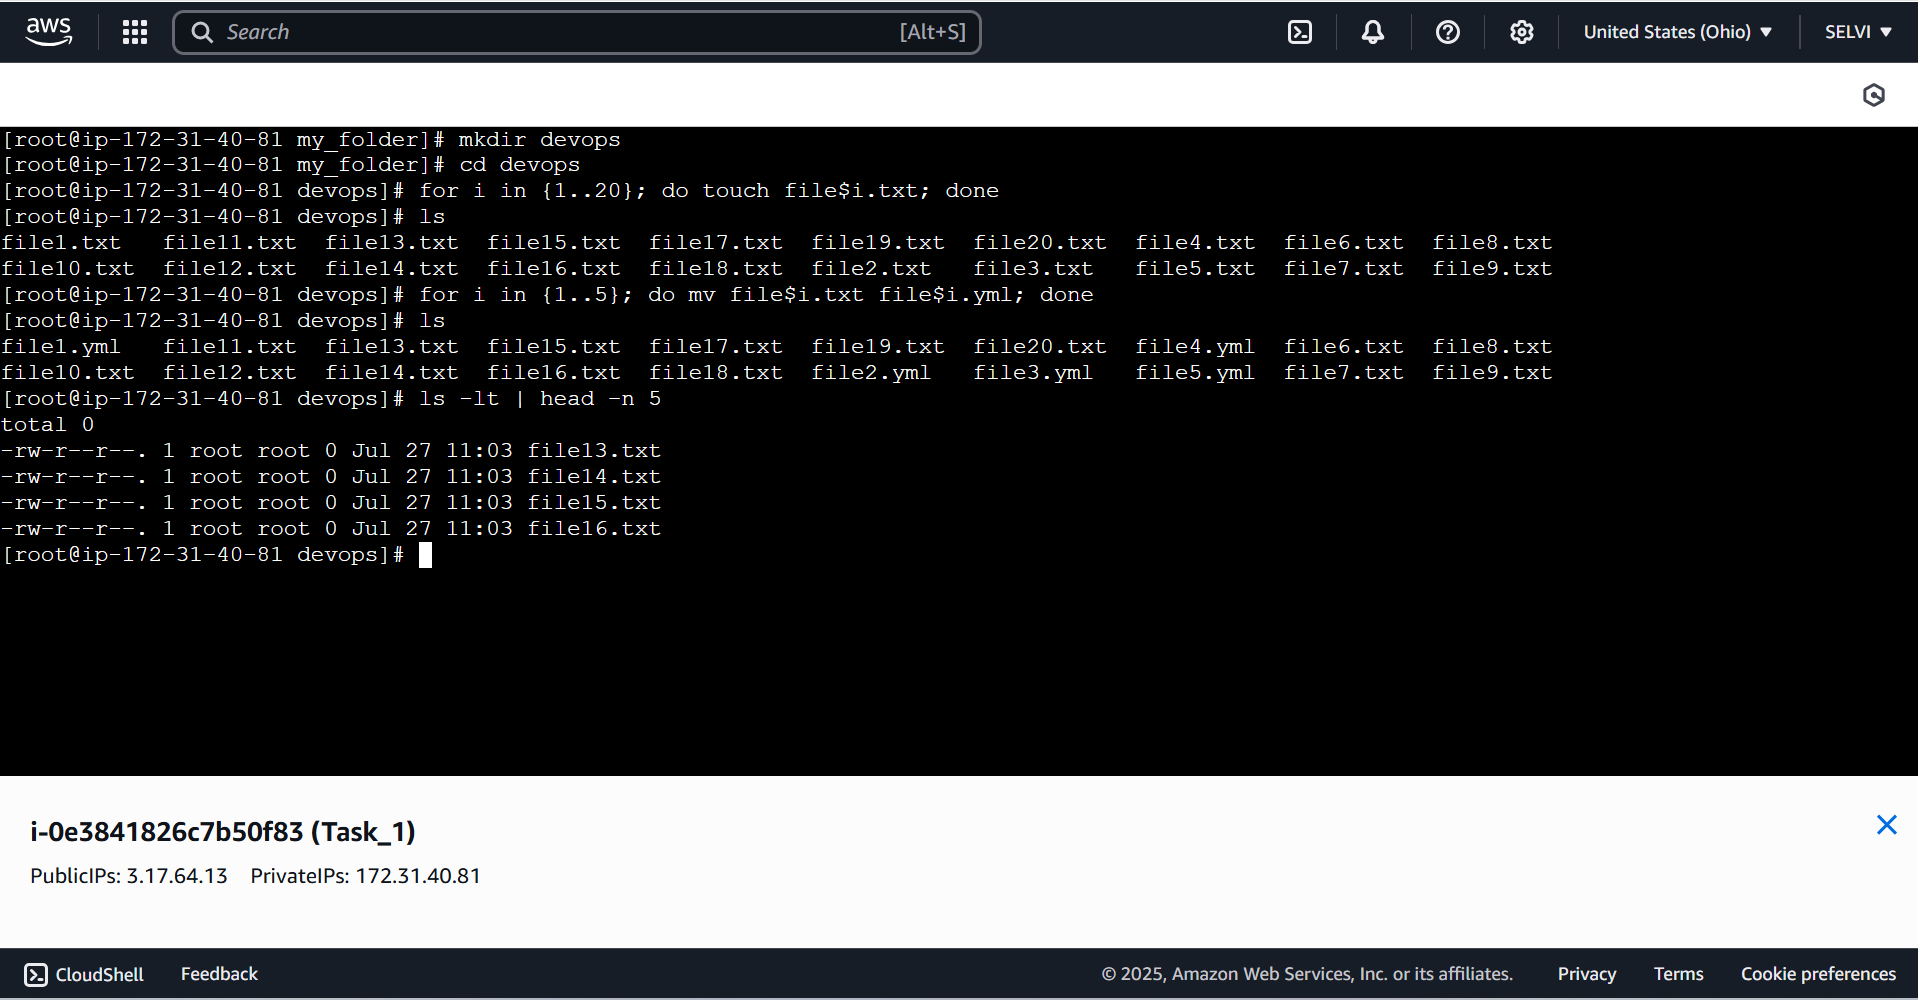 aws Search [Alt+S] United States (Ohio) ▼ SELVI ▼
[root@ip-172-31-40-81 my_folder]# mkdir devops
[root@ip-172-31-40-81 my_folder]# cd devops
[root@ip-172-31-40-81 devops]# for i in {1..20}; do touch file$i.txt; done
[root@ip-172-31-40-81 devops]# ls
file1.txt file11.txt file13.txt file15.txt file17.txt file19.txt file20.txt file4.txt file6.txt file8.txt
file10.txt file12.txt file14.txt file16.txt file18.txt file2.txt file3.txt file5.txt file7.txt file9.txt
[root@ip-172-31-40-81 devops]# for i in {1..5}; do mv file$i.txt file$i.yml; done
[root@ip-172-31-40-81 devops]# ls
file1.yml file11.txt file13.txt file15.txt file17.txt file19.txt file20.txt file4.yml file6.txt file8.txt
file10.txt file12.txt file14.txt file16.txt file18.txt file2.yml file3.yml file5.yml file7.txt file9.txt
[root@ip-172-31-40-81 devops]# ls -lt | head -n 5
total 0
-rw-r--r--. 1 root root 0 Jul 27 11:03 file13.txt
-rw-r--r--. 1 root root 0 Jul 27 11:03 file14.txt
-rw-r--r--. 1 root root 0 Jul 27 11:03 file15.txt
-rw-r--r--. 1 root root 0 Jul 27 11:03 file16.txt
[root@ip-172-31-40-81 devops]#
i-0e3841826c7b50f83 (Task_1)
PublicIPs: 3.17.64.13 PrivateIPs: 172.31.40.81
CloudShell Feedback © 2025, Amazon Web Services, Inc. or its affiliates. Privacy Terms Cookie preferences